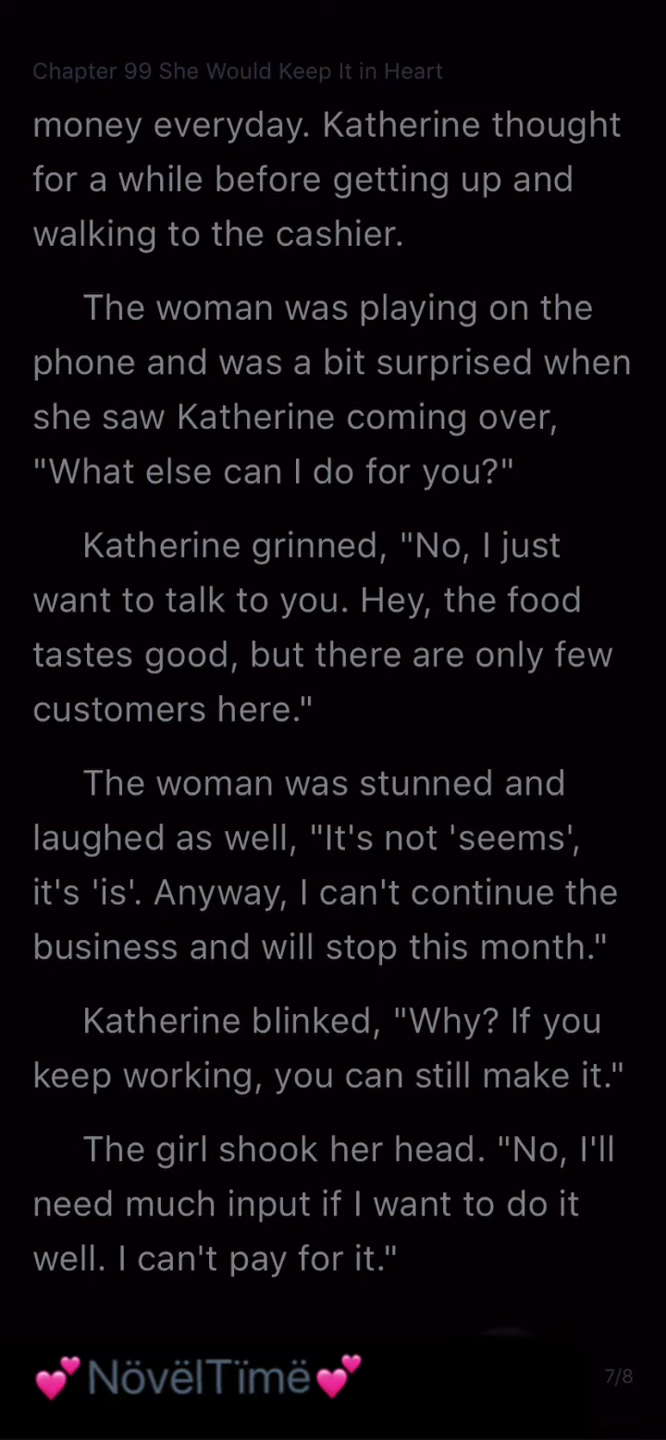 Chapter 99 She Would Keep It in Heart
money everyday. Katherine thought
for a while before getting up and
walking to the cashier.
The woman was playing on the
phone and was a bit surprised when
she saw Katherine coming over,
"What else can I do for you?"
Katherine grinned, "No, I just
want to talk to you. Hey, the food
tastes good, but there are only few
customers here."
The woman was stunned and
laughed as well, "It's not 'seems',
it's 'is'. Anyway, I can't continue the
business and will stop this month."
Katherine blinked, "Why? If you
keep working, you can still make it."
The girl shook her head. "No, I'll
need much input if I want to do it
well. I can't pay for it."
💕NövëlTïmë💕
7/8